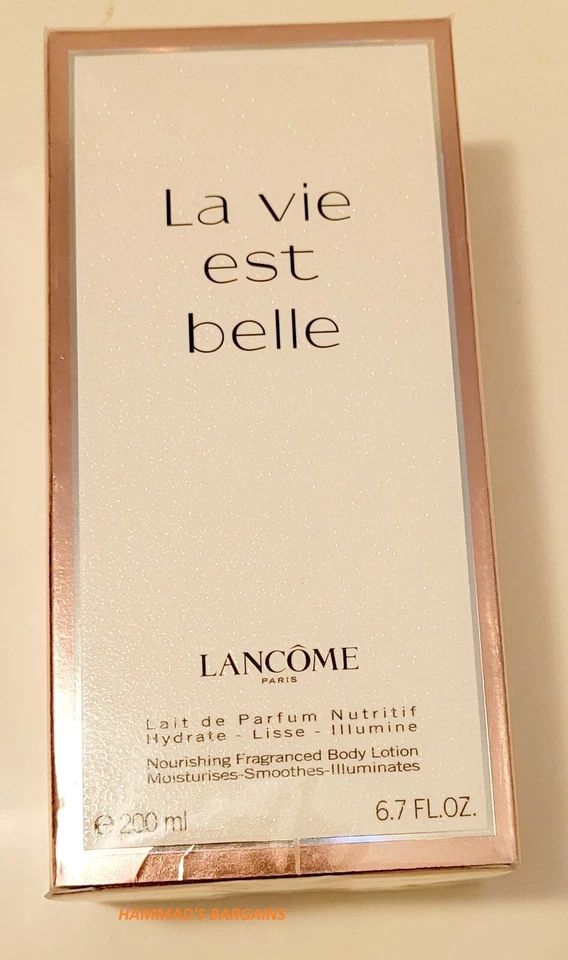 La vie
est
belle
LANCÔME
PARIS
Lait de Parfum Nutritif
Hydrate - Lisse - Illumine
Nourishing Fragranced Body Lotion
Moisturises-Smoothes-Illuminates
℮ 200 ml 6.7 FL.OZ.
HAMMAD'S BARGAINS